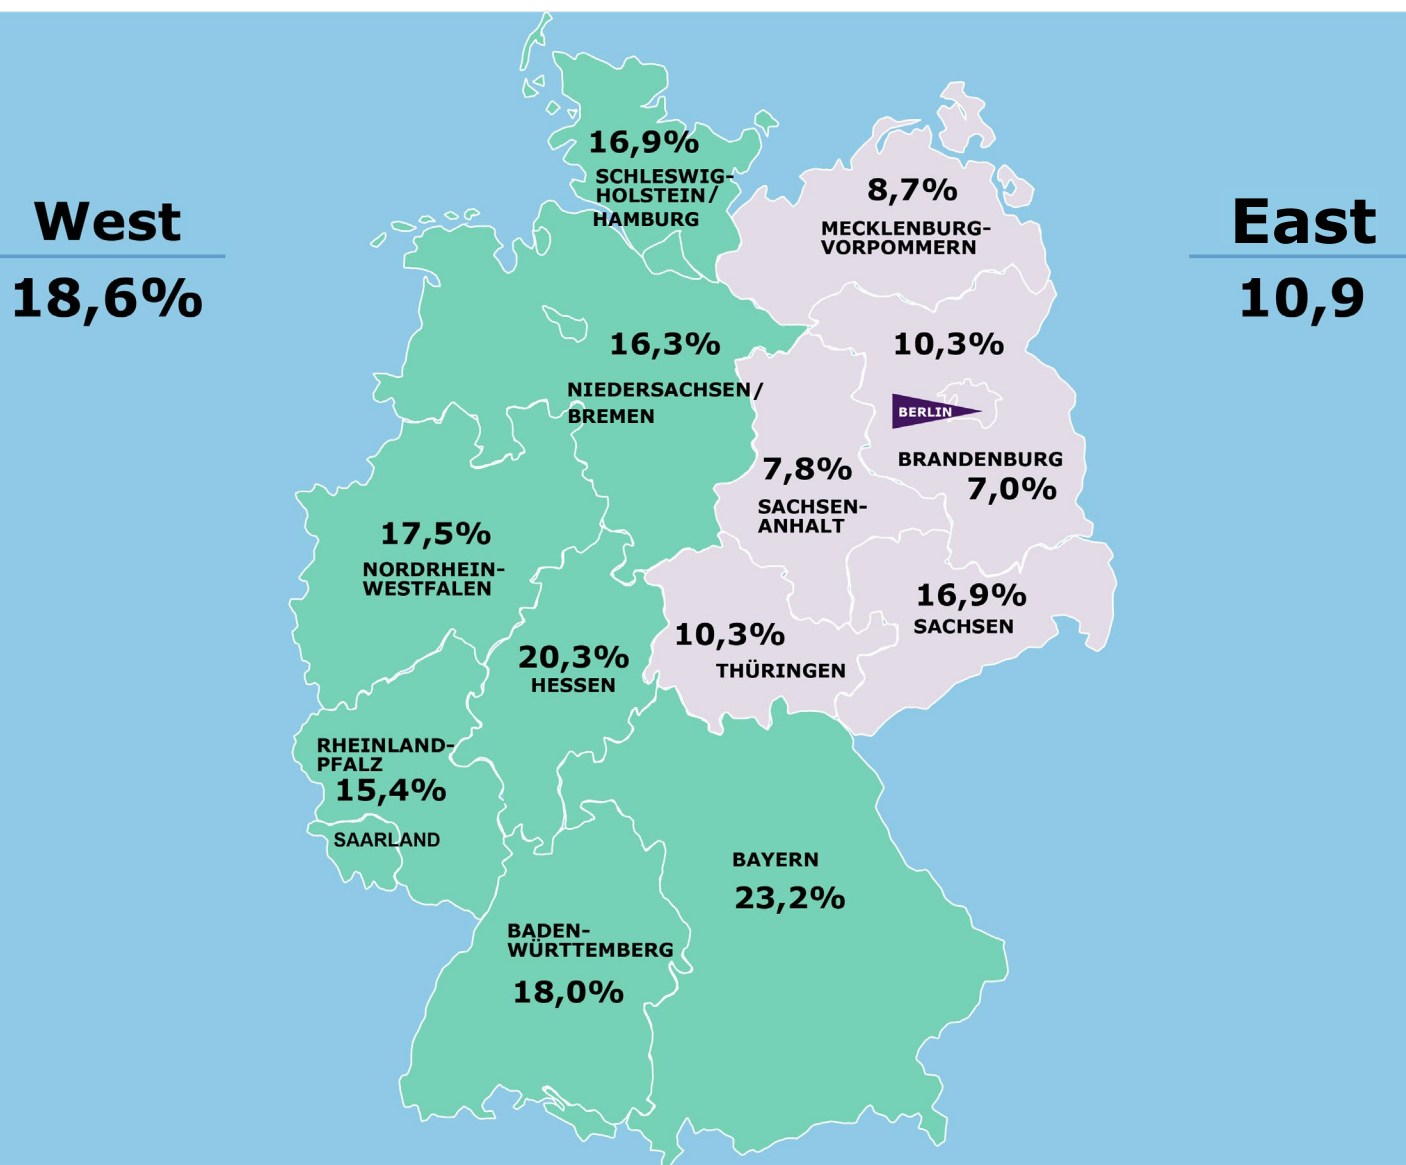 West
18,6%
East
10,9
16,9%
SCHLESWIG-
HOLSTEIN/
HAMBURG
8,7%
MECKLENBURG-
VORPOMMERN
16,3%
NIEDERSACHSEN/
BREMEN
10,3%
BERLIN
BRANDENBURG
7,0%
7,8%
SACHSEN-
ANHALT
17,5%
NORDRHEIN-
WESTFALEN
16,9%
SACHSEN
10,3%
THÜRINGEN
20,3%
HESSEN
RHEINLAND-
PFALZ
15,4%
SAARLAND
BAYERN
23,2%
BADEN-
WÜRTTEMBERG
18,0%